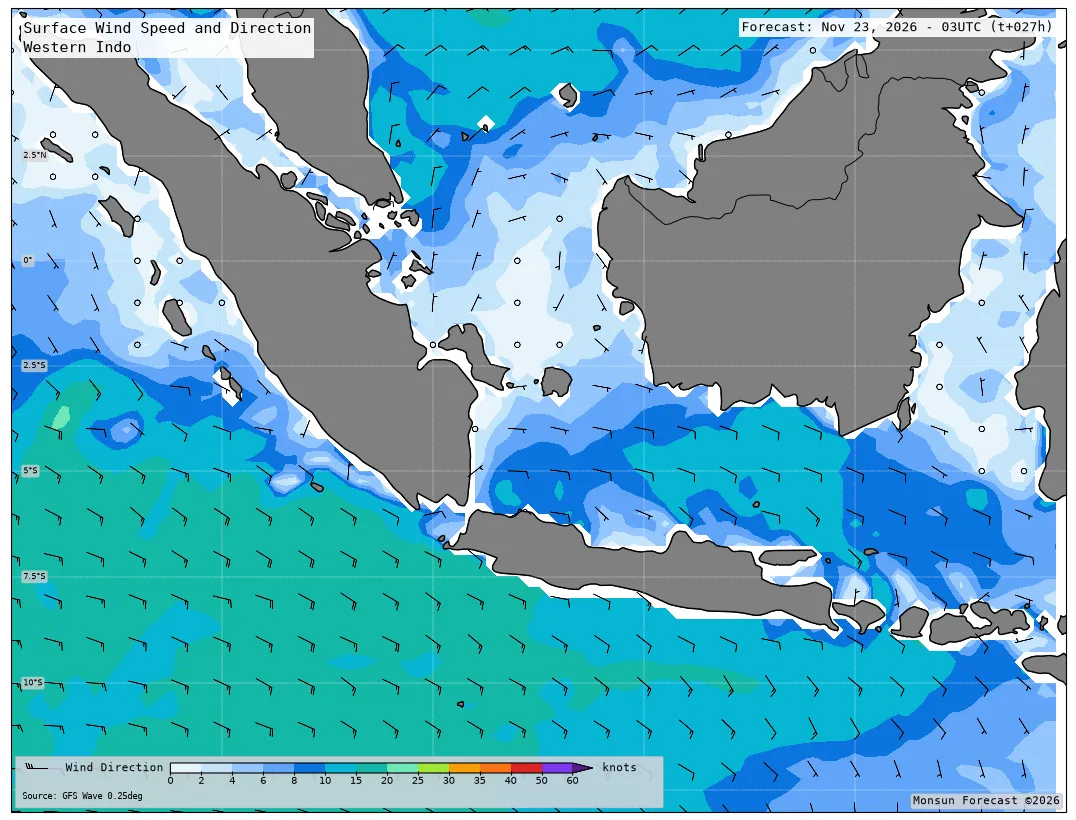 Surface Wind Speed and Direction
Western Indo
Forecast: Nov 23, 2026 - 03UTC (t+027h)
2.5°N
0°
2.5°S
5°S
7.5°S
10°S
Wind Direction
0 2 4 6 8 10 15 20 25 30 35 40 50 60
knots
Source: GFS Wave 0.25deg
Monsun Forecast ©2026